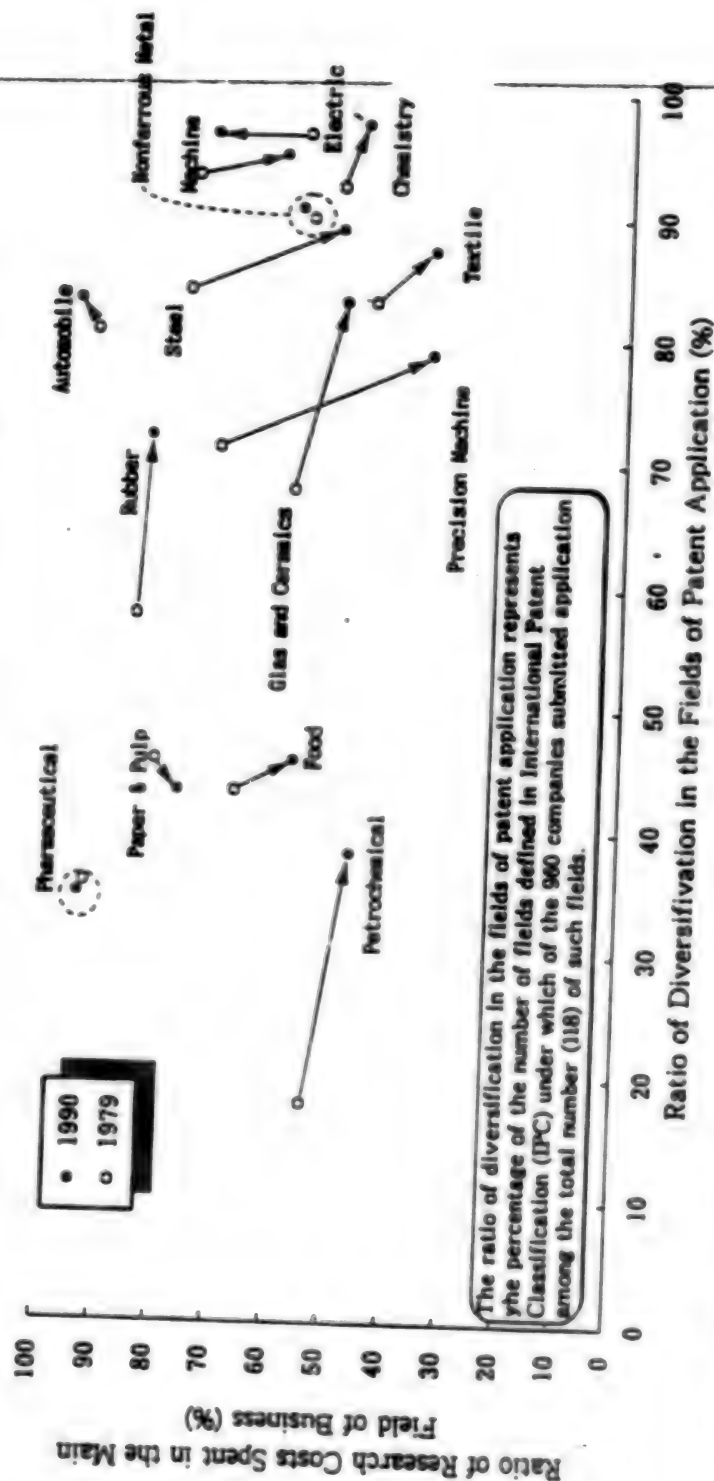 Ratio of Research Costs Spent in the Main
Field of Business (%)
100
90
80
70
60
50
40
30
20
10
0
● 1990
○ 1979
Pharmaceutical
Paper & Pulp
Food
Petrochemical
Rubber
Glas and Ceramics
Precision Machine
Automobile
Steel
Textile
Nonferrous Metal
Machine
Electric
Chemistry
The ratio of diversification in the fields of patent application represents
yhe percentage of the number of fields defined in International Patent
Classification (IPC) under which of the 960 companies submitted application
among the total number (118) of such fields.
0
10
20
30
40
50
60
70
80
90
100
Ratio of Diversifivation in the Fields of Patent Application (%)